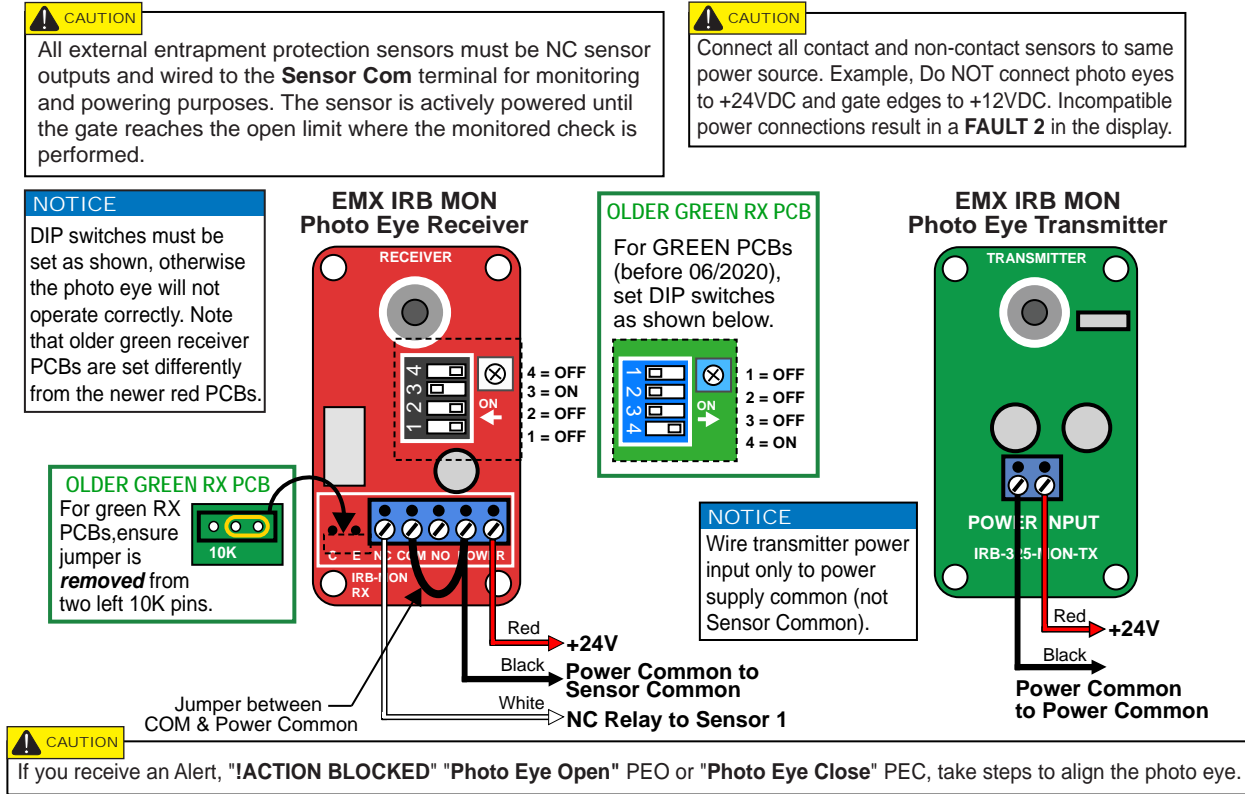 CAUTION
All external entrapment protection sensors must be NC sensor
outputs and wired to the Sensor Com terminal for monitoring
and powering purposes. The sensor is actively powered until
the gate reaches the open limit where the monitored check is
performed.
CAUTION
Connect all contact and non-contact sensors to same
power source. Example, Do NOT connect photo eyes
to +24VDC and gate edges to +12VDC. Incompatible
power connections result in a FAULT 2 in the display.
NOTICE
DIP switches must be
set as shown, otherwise
the photo eye will not
operate correctly. Note
that older green receiver
PCBs are set differently
from the newer red PCBs.
EMX IRB MON
Photo Eye Receiver
RECEIVER
1 2 3 4
ON
4 = OFF
3 = ON
2 = OFF
1 = OFF
C E NC COM NO POWER
IRB-MON
RX
OLDER GREEN RX PCB
For GREEN PCBs
(before 06/2020),
set DIP switches
as shown below.
1 2 3 4
ON
1 = OFF
2 = OFF
3 = OFF
4 = ON
EMX IRB MON
Photo Eye Transmitter
TRANSMITTER
POWER INPUT
IRB-325-MON-TX
Red
+24V
Black
Power Common
to Power Common
OLDER GREEN RX PCB
For green RX
PCBs,ensure
jumper is
removed from
two left 10K pins.
10K
NOTICE
Wire transmitter power
input only to power
supply common (not
Sensor Common).
Red
+24V
Black
Power Common to
Sensor Common
White
NC Relay to Sensor 1
Jumper between
COM & Power Common
CAUTION
If you receive an Alert, "!ACTION BLOCKED" "Photo Eye Open" PEO or "Photo Eye Close" PEC, take steps to align the photo eye.